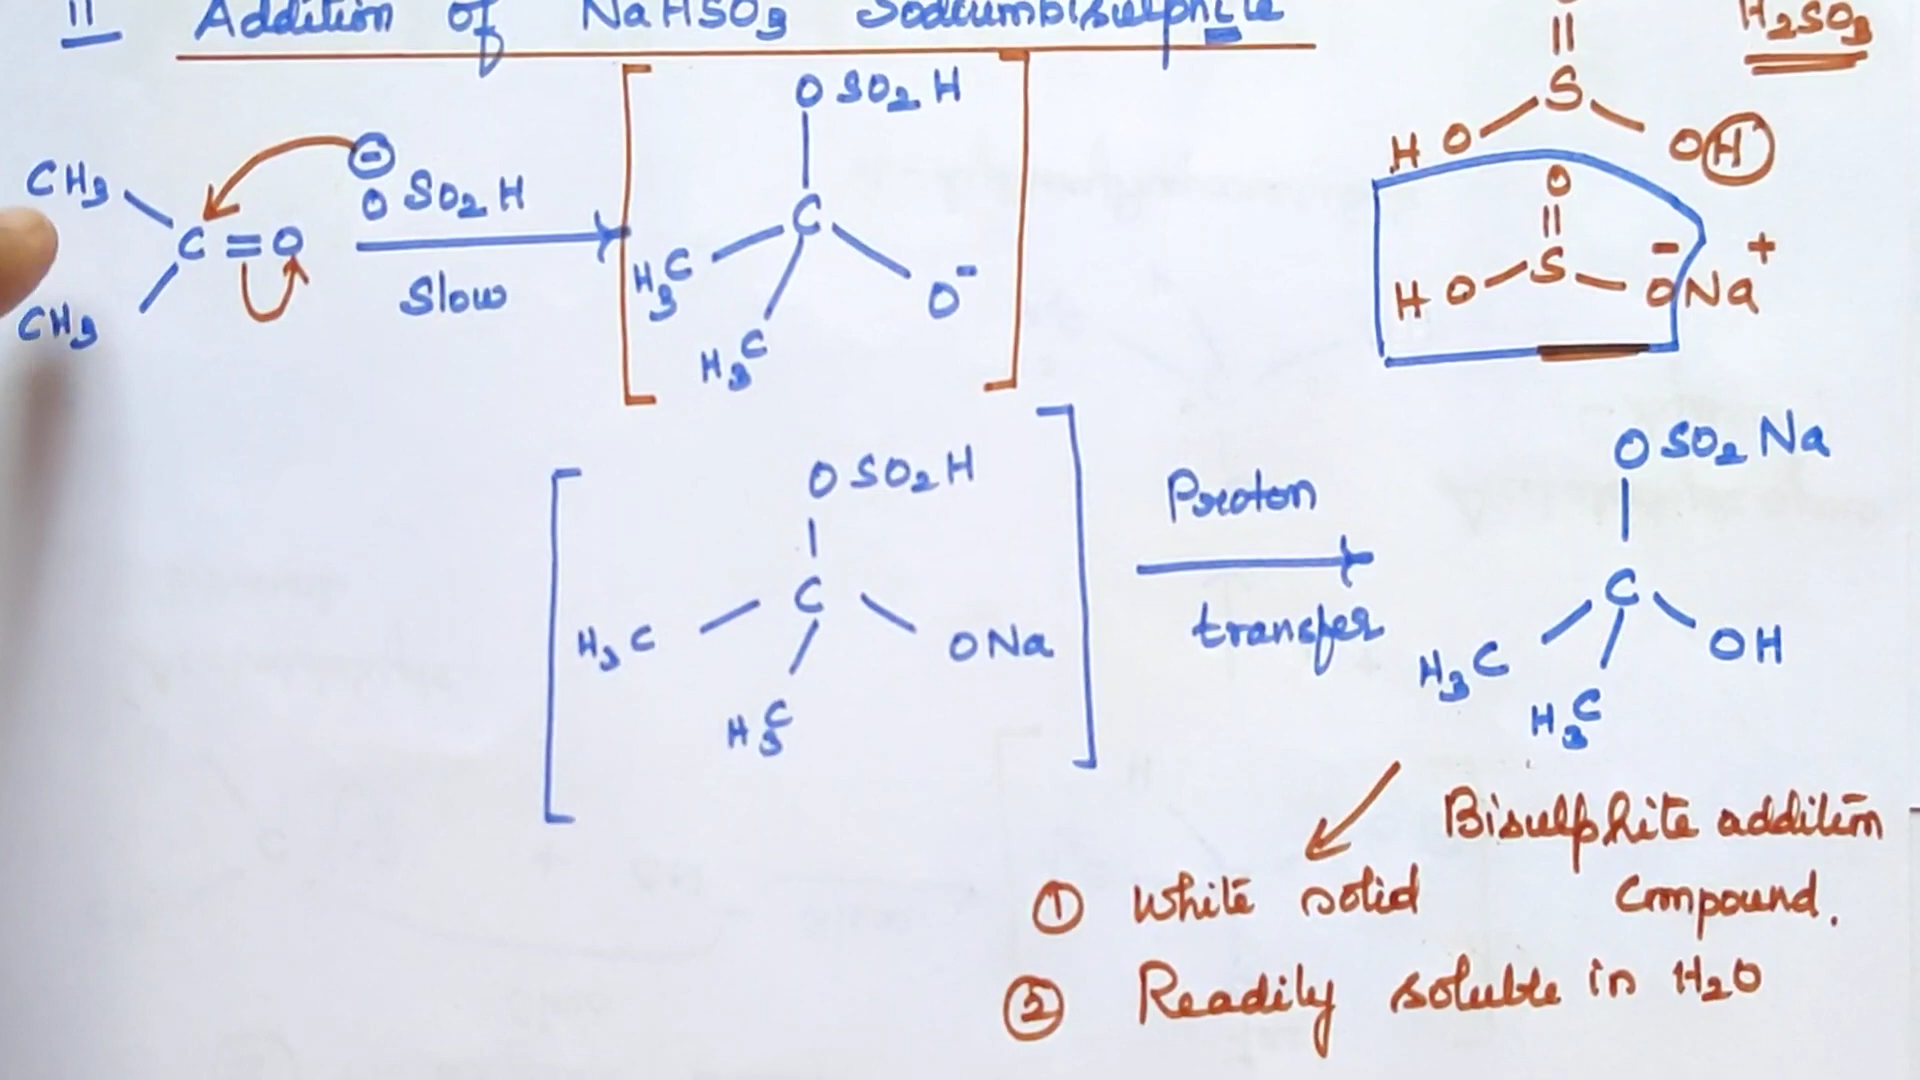 II Addition of NaHSO3 Sodiumbisulphite
H2SO3
O
||
S
HO OH
CH3
CH3
C=O
⊖
OSO2H
Slow
OSO2H
C
H3C
H3C
O-
O
||
S
HO O- Na+
OSO2H
C
H3C
H3C
ONa
Proton
transfer
OSO2Na
C
H3C
H3C
OH
Bisulphite addition
Compound.
① White solid
② Readily soluble in H2O